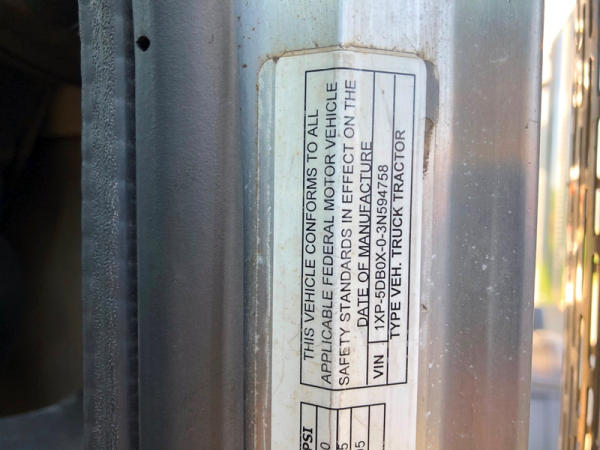 THIS VEHICLE CONFORMS TO ALL
APPLICABLE FEDERAL MOTOR VEHICLE
SAFETY STANDARDS IN EFFECT ON THE
DATE OF MANUFACTURE
VIN 1XP-5DB0X-0-3N594758
TYPE VEH. TRUCK TRACTOR
PSI